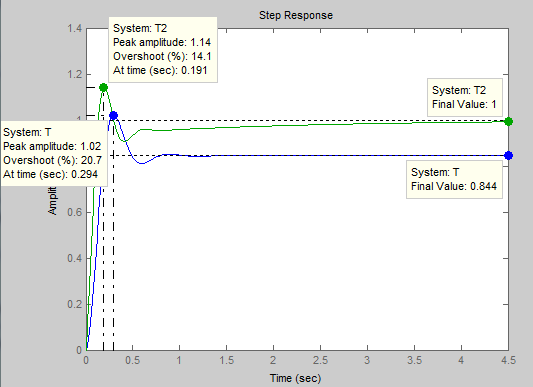 Step Response
System: T2
Peak amplitude: 1.14
Overshoot (%): 14.1
At time (sec): 0.191
System: T2
Final Value: 1
System: T
Peak amplitude: 1.02
Overshoot (%): 20.7
At time (sec): 0.294
System: T
Final Value: 0.844
1.4
1.2
1
0.6
0.4
0.2
0
0
0.5
1
1.5
2
2.5
3
3.5
4
4.5
Time (sec)